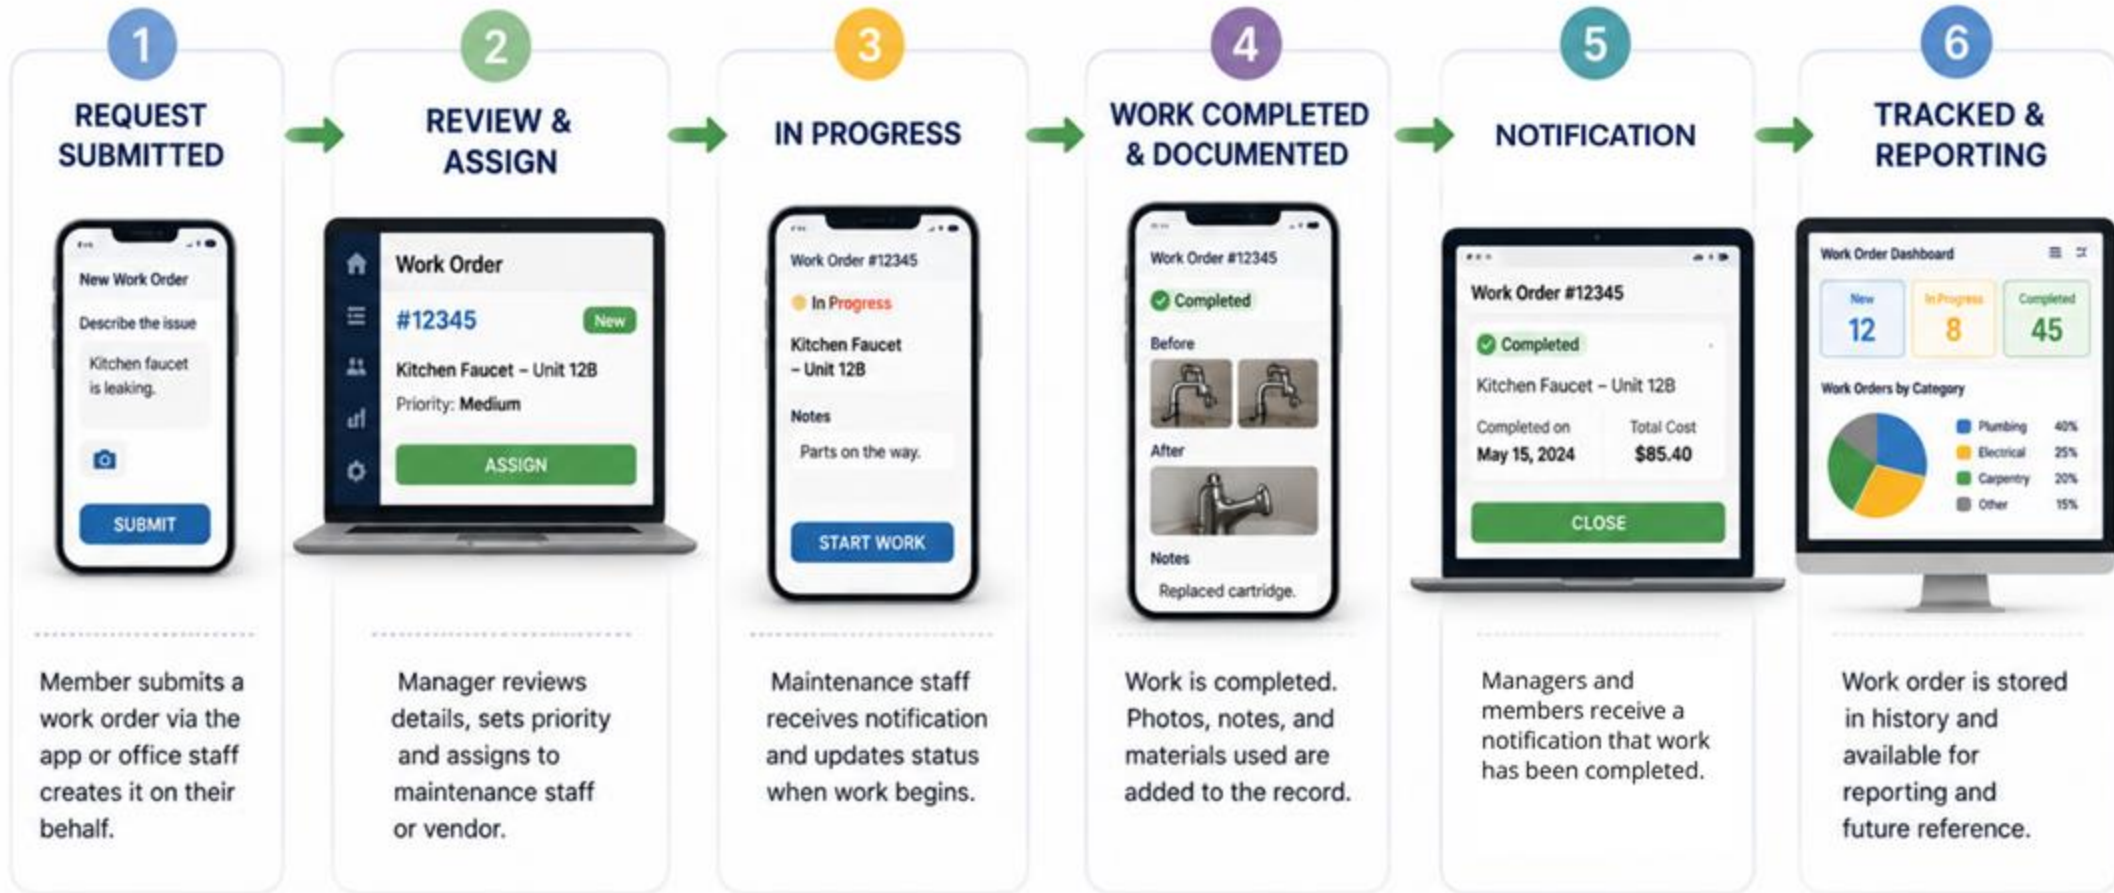 1
REQUEST
SUBMITTED
New Work Order
Describe the issue
Kitchen faucet
is leaking.
SUBMIT
Member submits a
work order via the
app or office staff
creates it on their
behalf.
2
REVIEW &
ASSIGN
Work Order
#12345
New
Kitchen Faucet – Unit 12B
Priority: Medium
ASSIGN
Manager reviews
details, sets priority
and assigns to
maintenance staff
or vendor.
3
IN PROGRESS
Work Order #12345
In Progress
Kitchen Faucet
– Unit 12B
Notes
Parts on the way.
START WORK
Maintenance staff
receives notification
and updates status
when work begins.
4
WORK COMPLETED
& DOCUMENTED
Work Order #12345
Completed
Before
After
Notes
Replaced cartridge.
Work is completed.
Photos, notes, and
materials used are
added to the record.
5
NOTIFICATION
Work Order #12345
Completed
Kitchen Faucet – Unit 12B
Completed on
May 15, 2024
Total Cost
$85.40
CLOSE
Managers and
members receive a
notification that work
has been completed.
6
TRACKED &
REPORTING
Work Order Dashboard
New
12
In Progress
8
Completed
45
Work Orders by Category
Plumbing 40%
Electrical 25%
Carpentry 20%
Other 15%
Work order is stored
in history and
available for
reporting and
future reference.